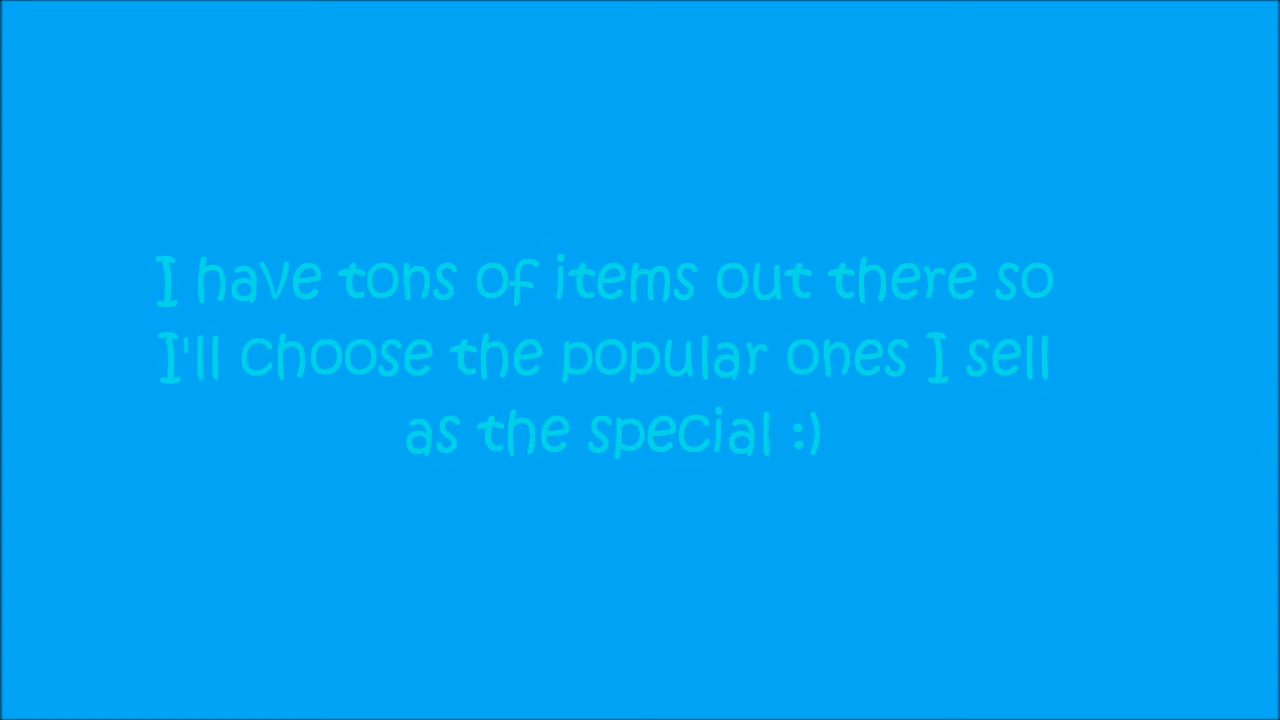 I have tons of items out there so
I'll choose the popular ones I sell
as the special :)